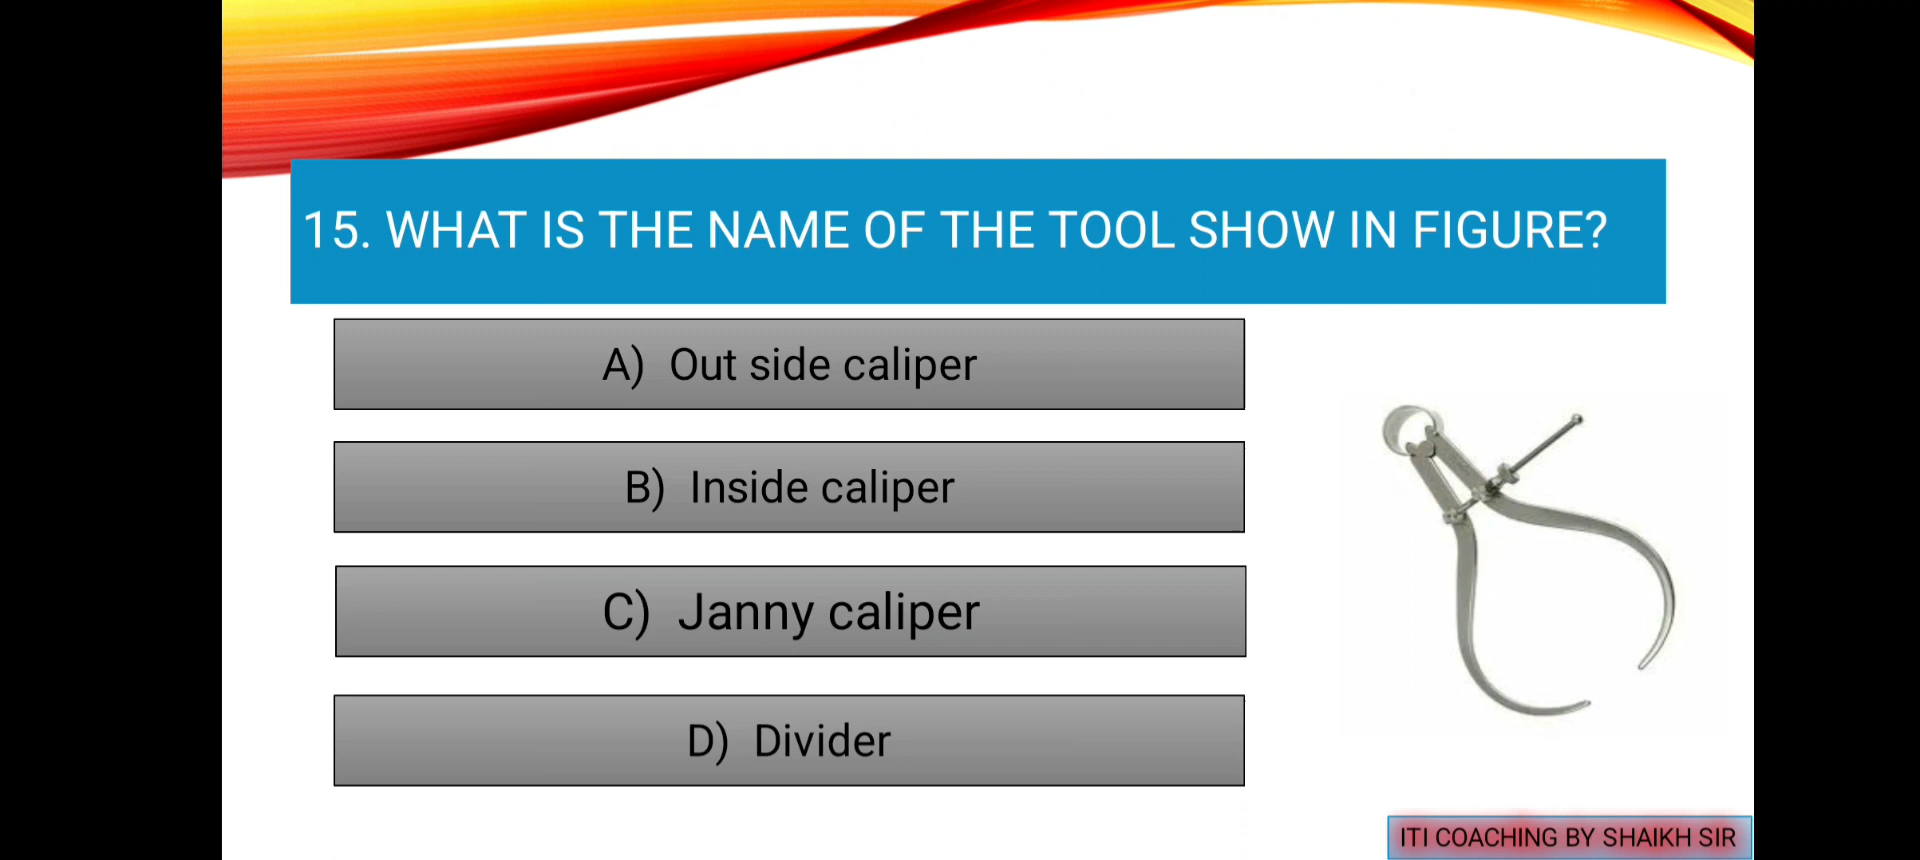 15. WHAT IS THE NAME OF THE TOOL SHOW IN FIGURE?
A) Out side caliper
B) Inside caliper
C) Janny caliper
D) Divider
ITI COACHING BY SHAIKH SIR